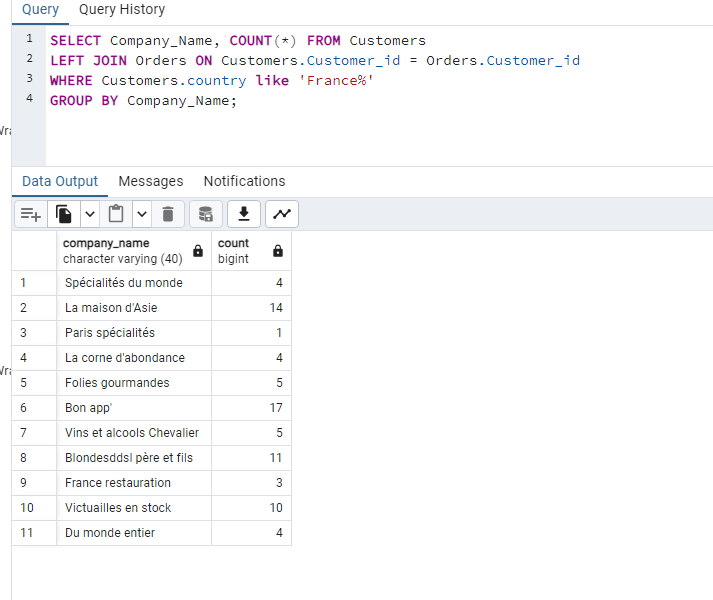 Query Query History
1 SELECT Company_Name, COUNT(*) FROM Customers
2 LEFT JOIN Orders ON Customers.Customer_id = Orders.Customer_id
3 WHERE Customers.country like 'France%'
4 GROUP BY Company_Name;
Data Output Messages Notifications
company_name count
character varying (40) bigint
1 Spécialités du monde 4
2 La maison d'Asie 14
3 Paris spécialités 1
4 La corne d'abondance 4
5 Folies gourmandes 5
6 Bon app' 17
7 Vins et alcools Chevalier 5
8 Blondesddsl père et fils 11
9 France restauration 3
10 Victuailles en stock 10
11 Du monde entier 4